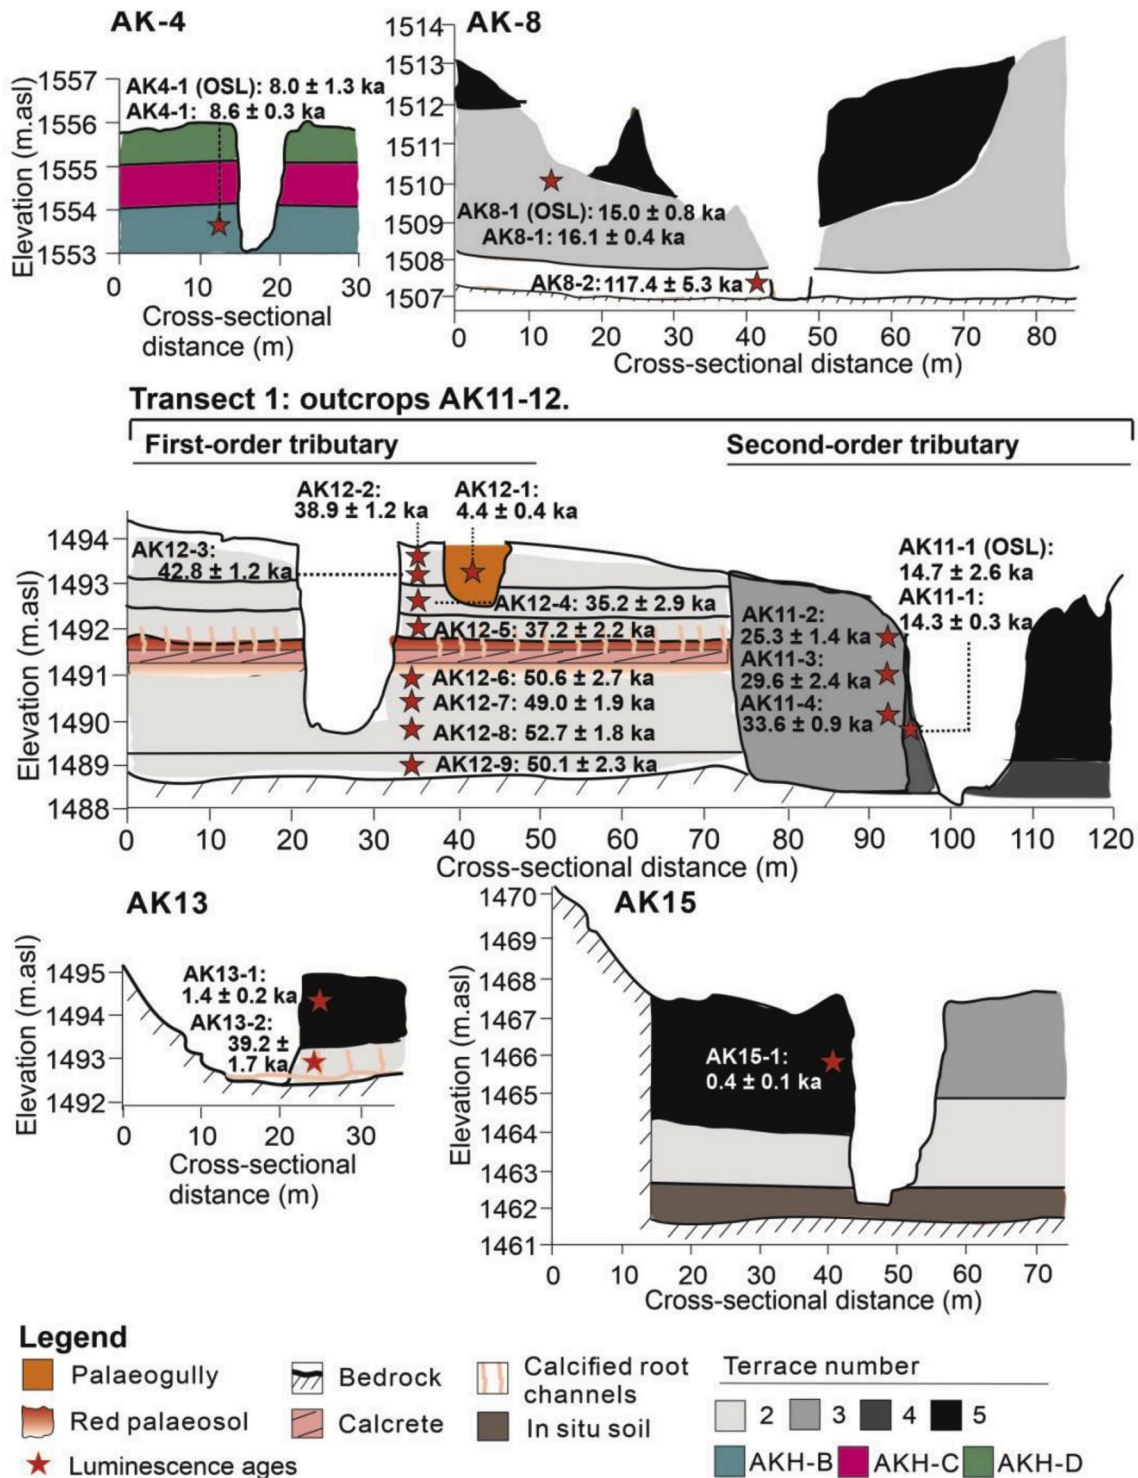 AK-4
Elevation (m.asl)
1557
1556
1555
1554
1553
AK4-1 (OSL): 8.0 ± 1.3 ka
AK4-1: 8.6 ± 0.3 ka
0 10 20 30
Cross-sectional
distance (m)
AK-8
Elevation (m.asl)
1514
1513
1512
1511
1510
1509
1508
1507
AK8-1 (OSL): 15.0 ± 0.8 ka
AK8-1: 16.1 ± 0.4 ka
AK8-2: 117.4 ± 5.3 ka
0 10 20 30 40 50 60 70 80
Cross-sectional distance (m)
Transect 1: outcrops AK11-12.
First-order tributary
Second-order tributary
Elevation (m.asl)
1494
1493
1492
1491
1490
1489
1488
AK12-2:
38.9 ± 1.2 ka
AK12-1:
4.4 ± 0.4 ka
AK12-3:
42.8 ± 1.2 ka
AK12-4: 35.2 ± 2.9 ka
AK12-5: 37.2 ± 2.2 ka
AK12-6: 50.6 ± 2.7 ka
AK12-7: 49.0 ± 1.9 ka
AK12-8: 52.7 ± 1.8 ka
AK12-9: 50.1 ± 2.3 ka
AK11-2:
25.3 ± 1.4 ka
AK11-3:
29.6 ± 2.4 ka
AK11-4:
33.6 ± 0.9 ka
AK11-1 (OSL):
14.7 ± 2.6 ka
AK11-1:
14.3 ± 0.3 ka
0 10 20 30 40 50 60 70 80 90 100 110 120
Cross-sectional distance (m)
AK13
Elevation (m.asl)
1495
1494
1493
1492
AK13-1:
1.4 ± 0.2 ka
AK13-2:
39.2 ±
1.7 ka
0 10 20 30
Cross-sectional
distance (m)
AK15
Elevation (m.asl)
1470
1469
1468
1467
1466
1465
1464
1463
1462
1461
AK15-1:
0.4 ± 0.1 ka
0 10 20 30 40 50 60 70
Cross-sectional distance (m)
Legend
Palaeogully
Red palaeosol
Luminescence ages
Bedrock
Calcrete
Calcified root
channels
In situ soil
Terrace number
2 3 4 5
AKH-B AKH-C AKH-D